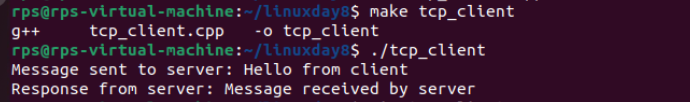 rps@rps-virtual-machine:~/linuxday8$ make tcp_client
g++     tcp_client.cpp   -o tcp_client
rps@rps-virtual-machine:~/linuxday8$ ./tcp_client
Message sent to server: Hello from client
Response from server: Message received by server